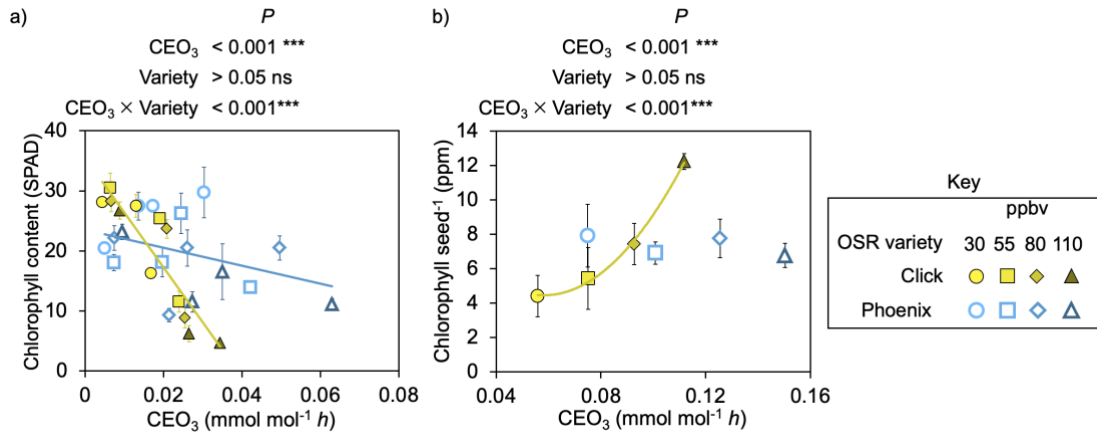 a)
P
CEO₃ < 0.001 ***
Variety > 0.05 ns
CEO₃ × Variety < 0.001***
40
30
20
10
0
Chlorophyll content (SPAD)
0 0.02 0.04 0.06 0.08
CEO₃ (mmol mol⁻¹ h)
b)
P
CEO₃ < 0.001 ***
Variety > 0.05 ns
CEO₃ × Variety < 0.001***
14
12
10
8
6
4
2
0
Chlorophyll seed⁻¹ (ppm)
0.04 0.08 0.12 0.16
CEO₃ (mmol mol⁻¹ h)
Key
ppbv
OSR variety 30 55 80 110
Click
Phoenix